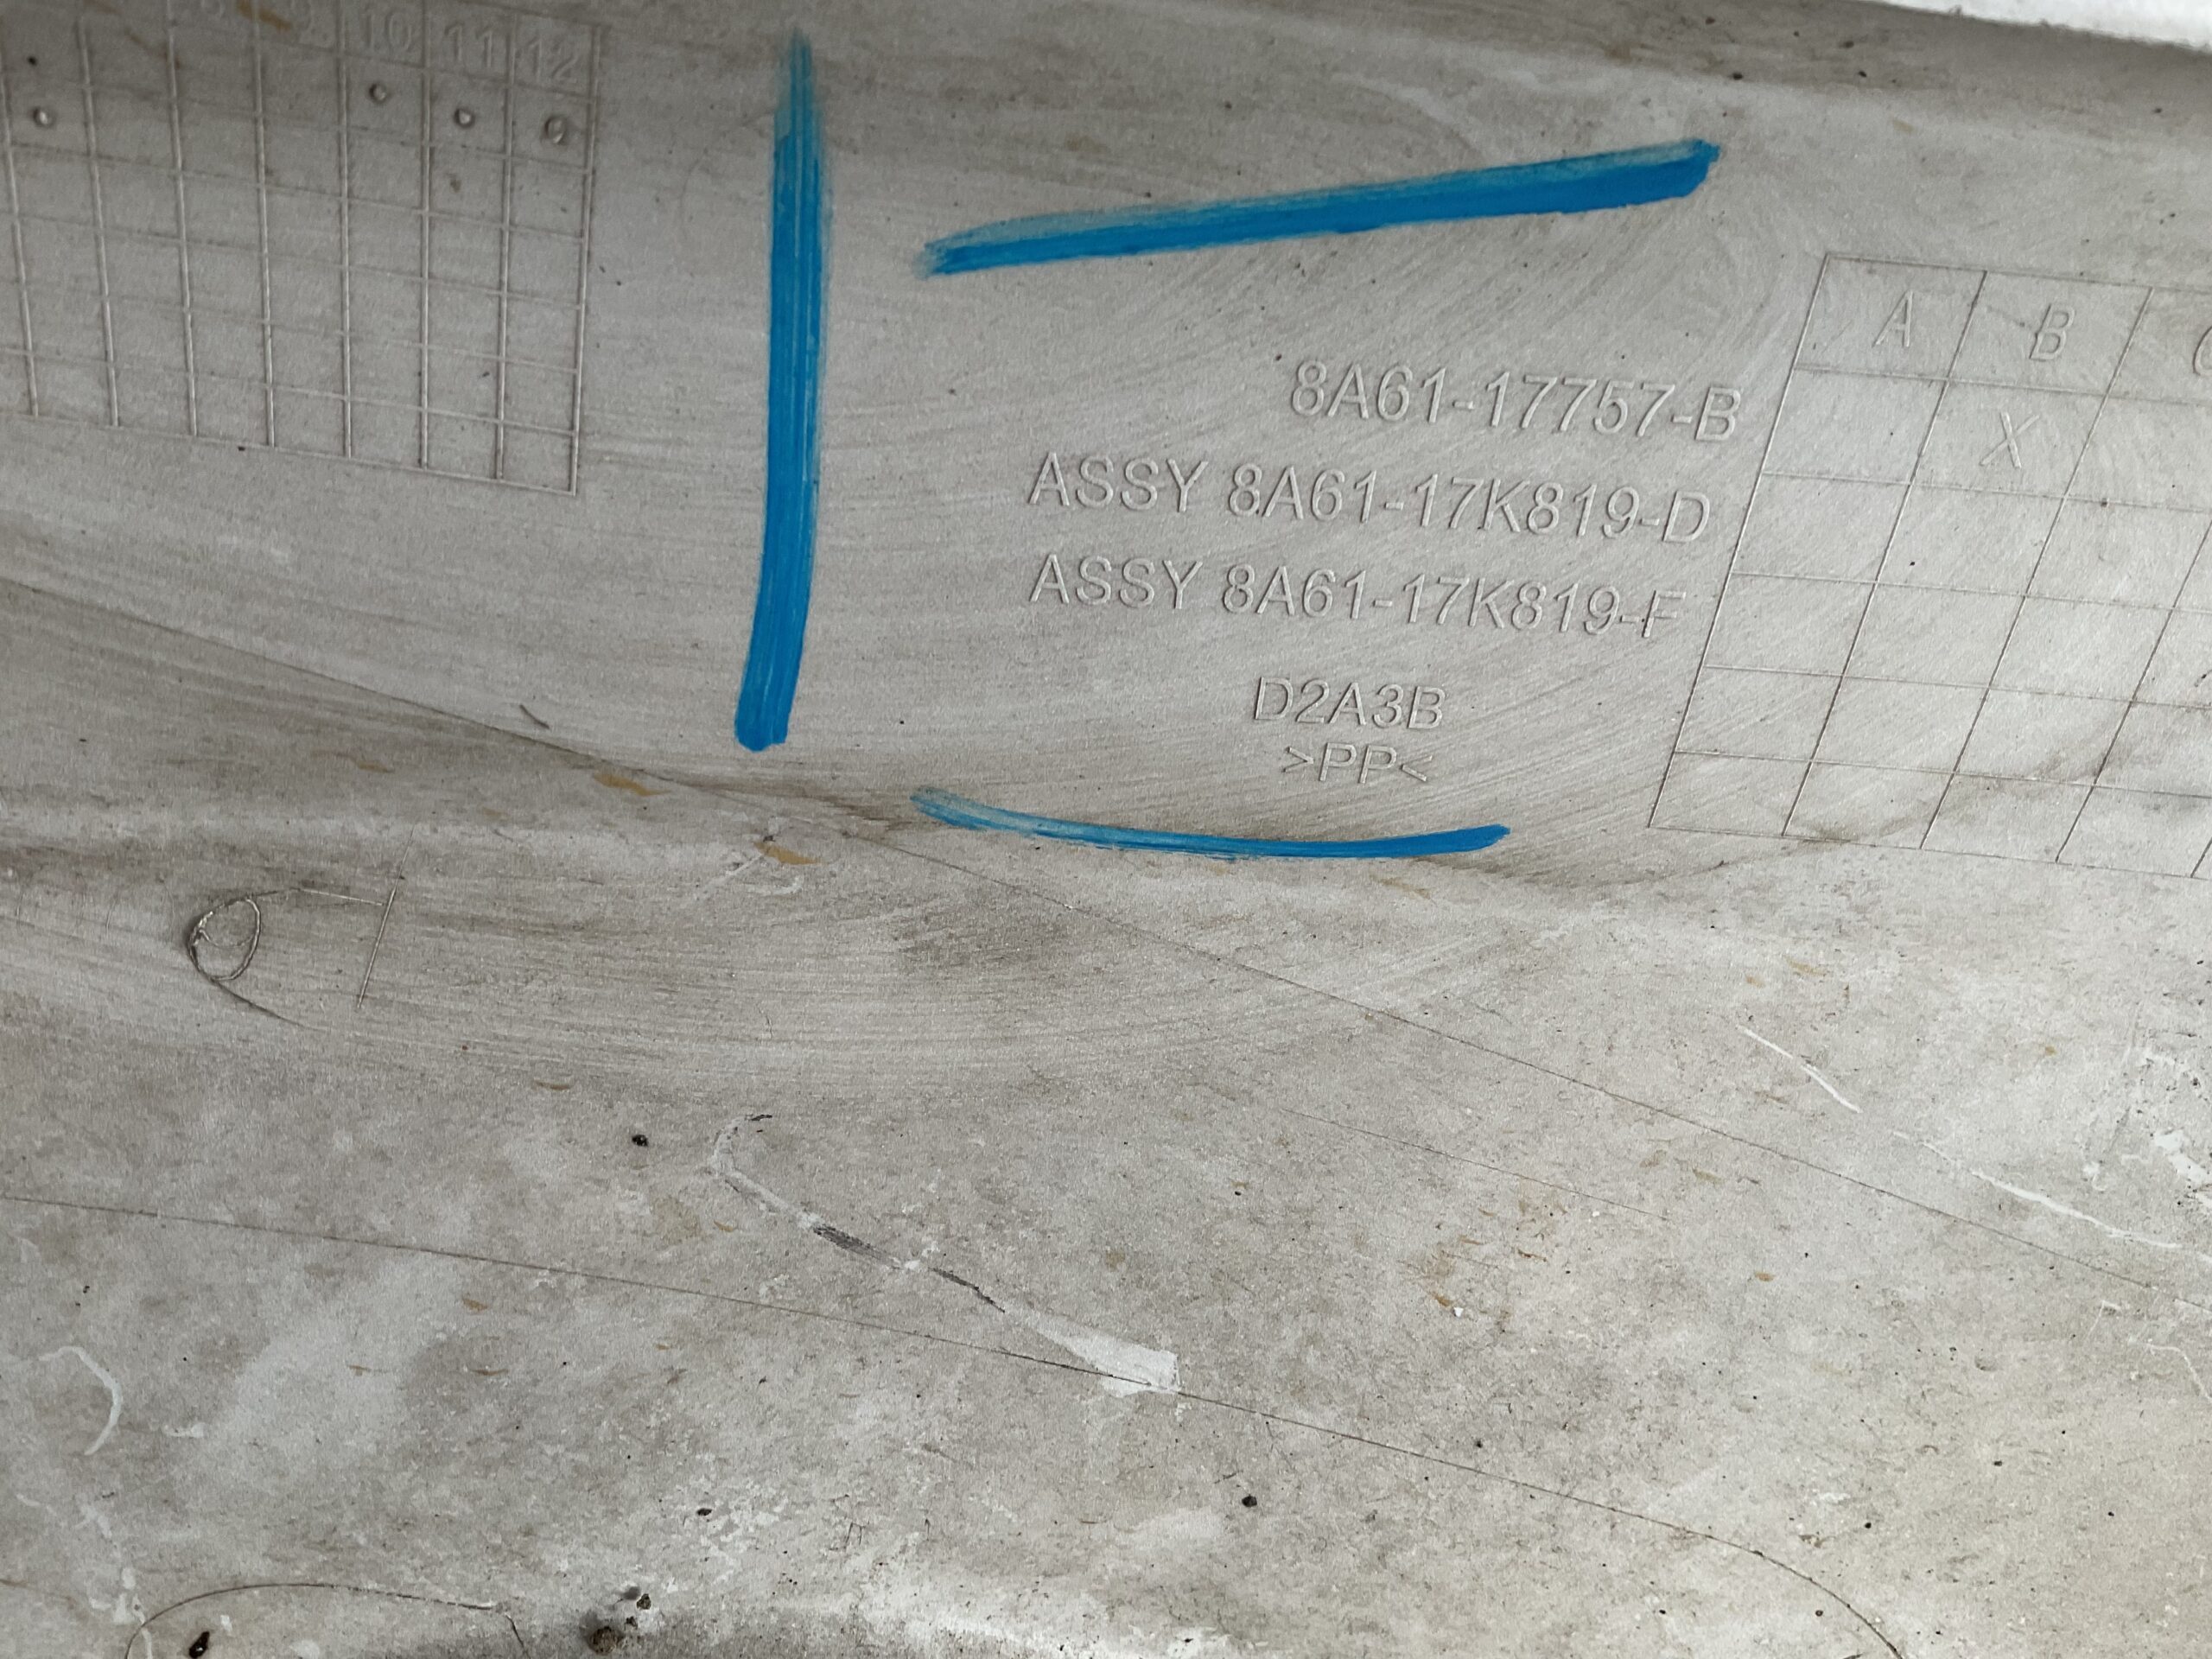 10 11 12
A B
X
8A61-17757-B
ASSY 8A61-17K819-D
ASSY 8A61-17K819-F
D2A3B
>PP<